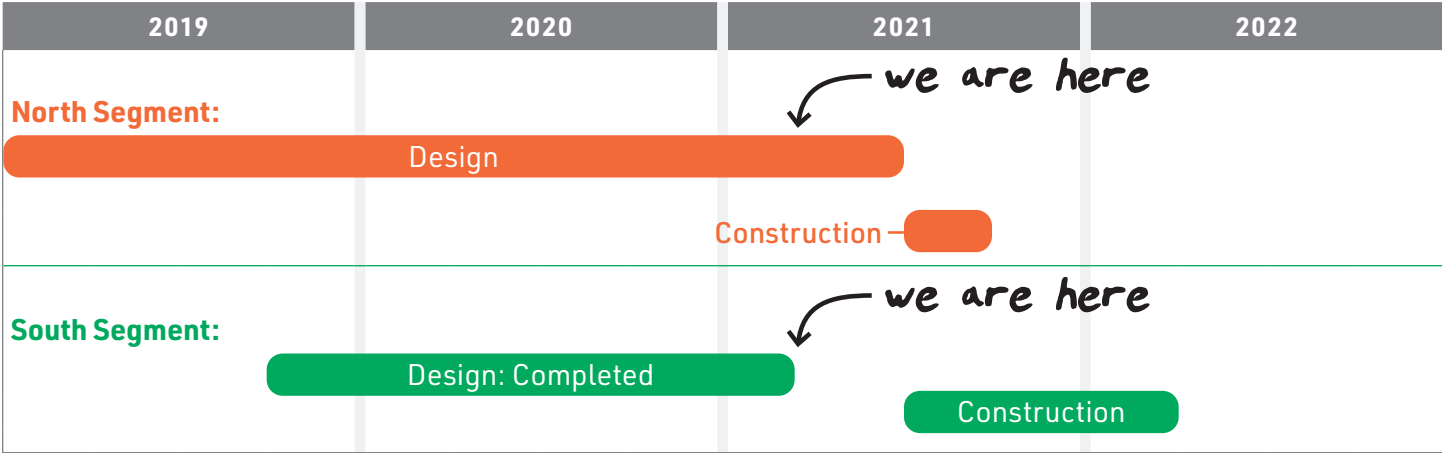 2019 2020 2021 2022
we are here
North Segment:
Design
Construction
we are here
South Segment:
Design: Completed
Construction